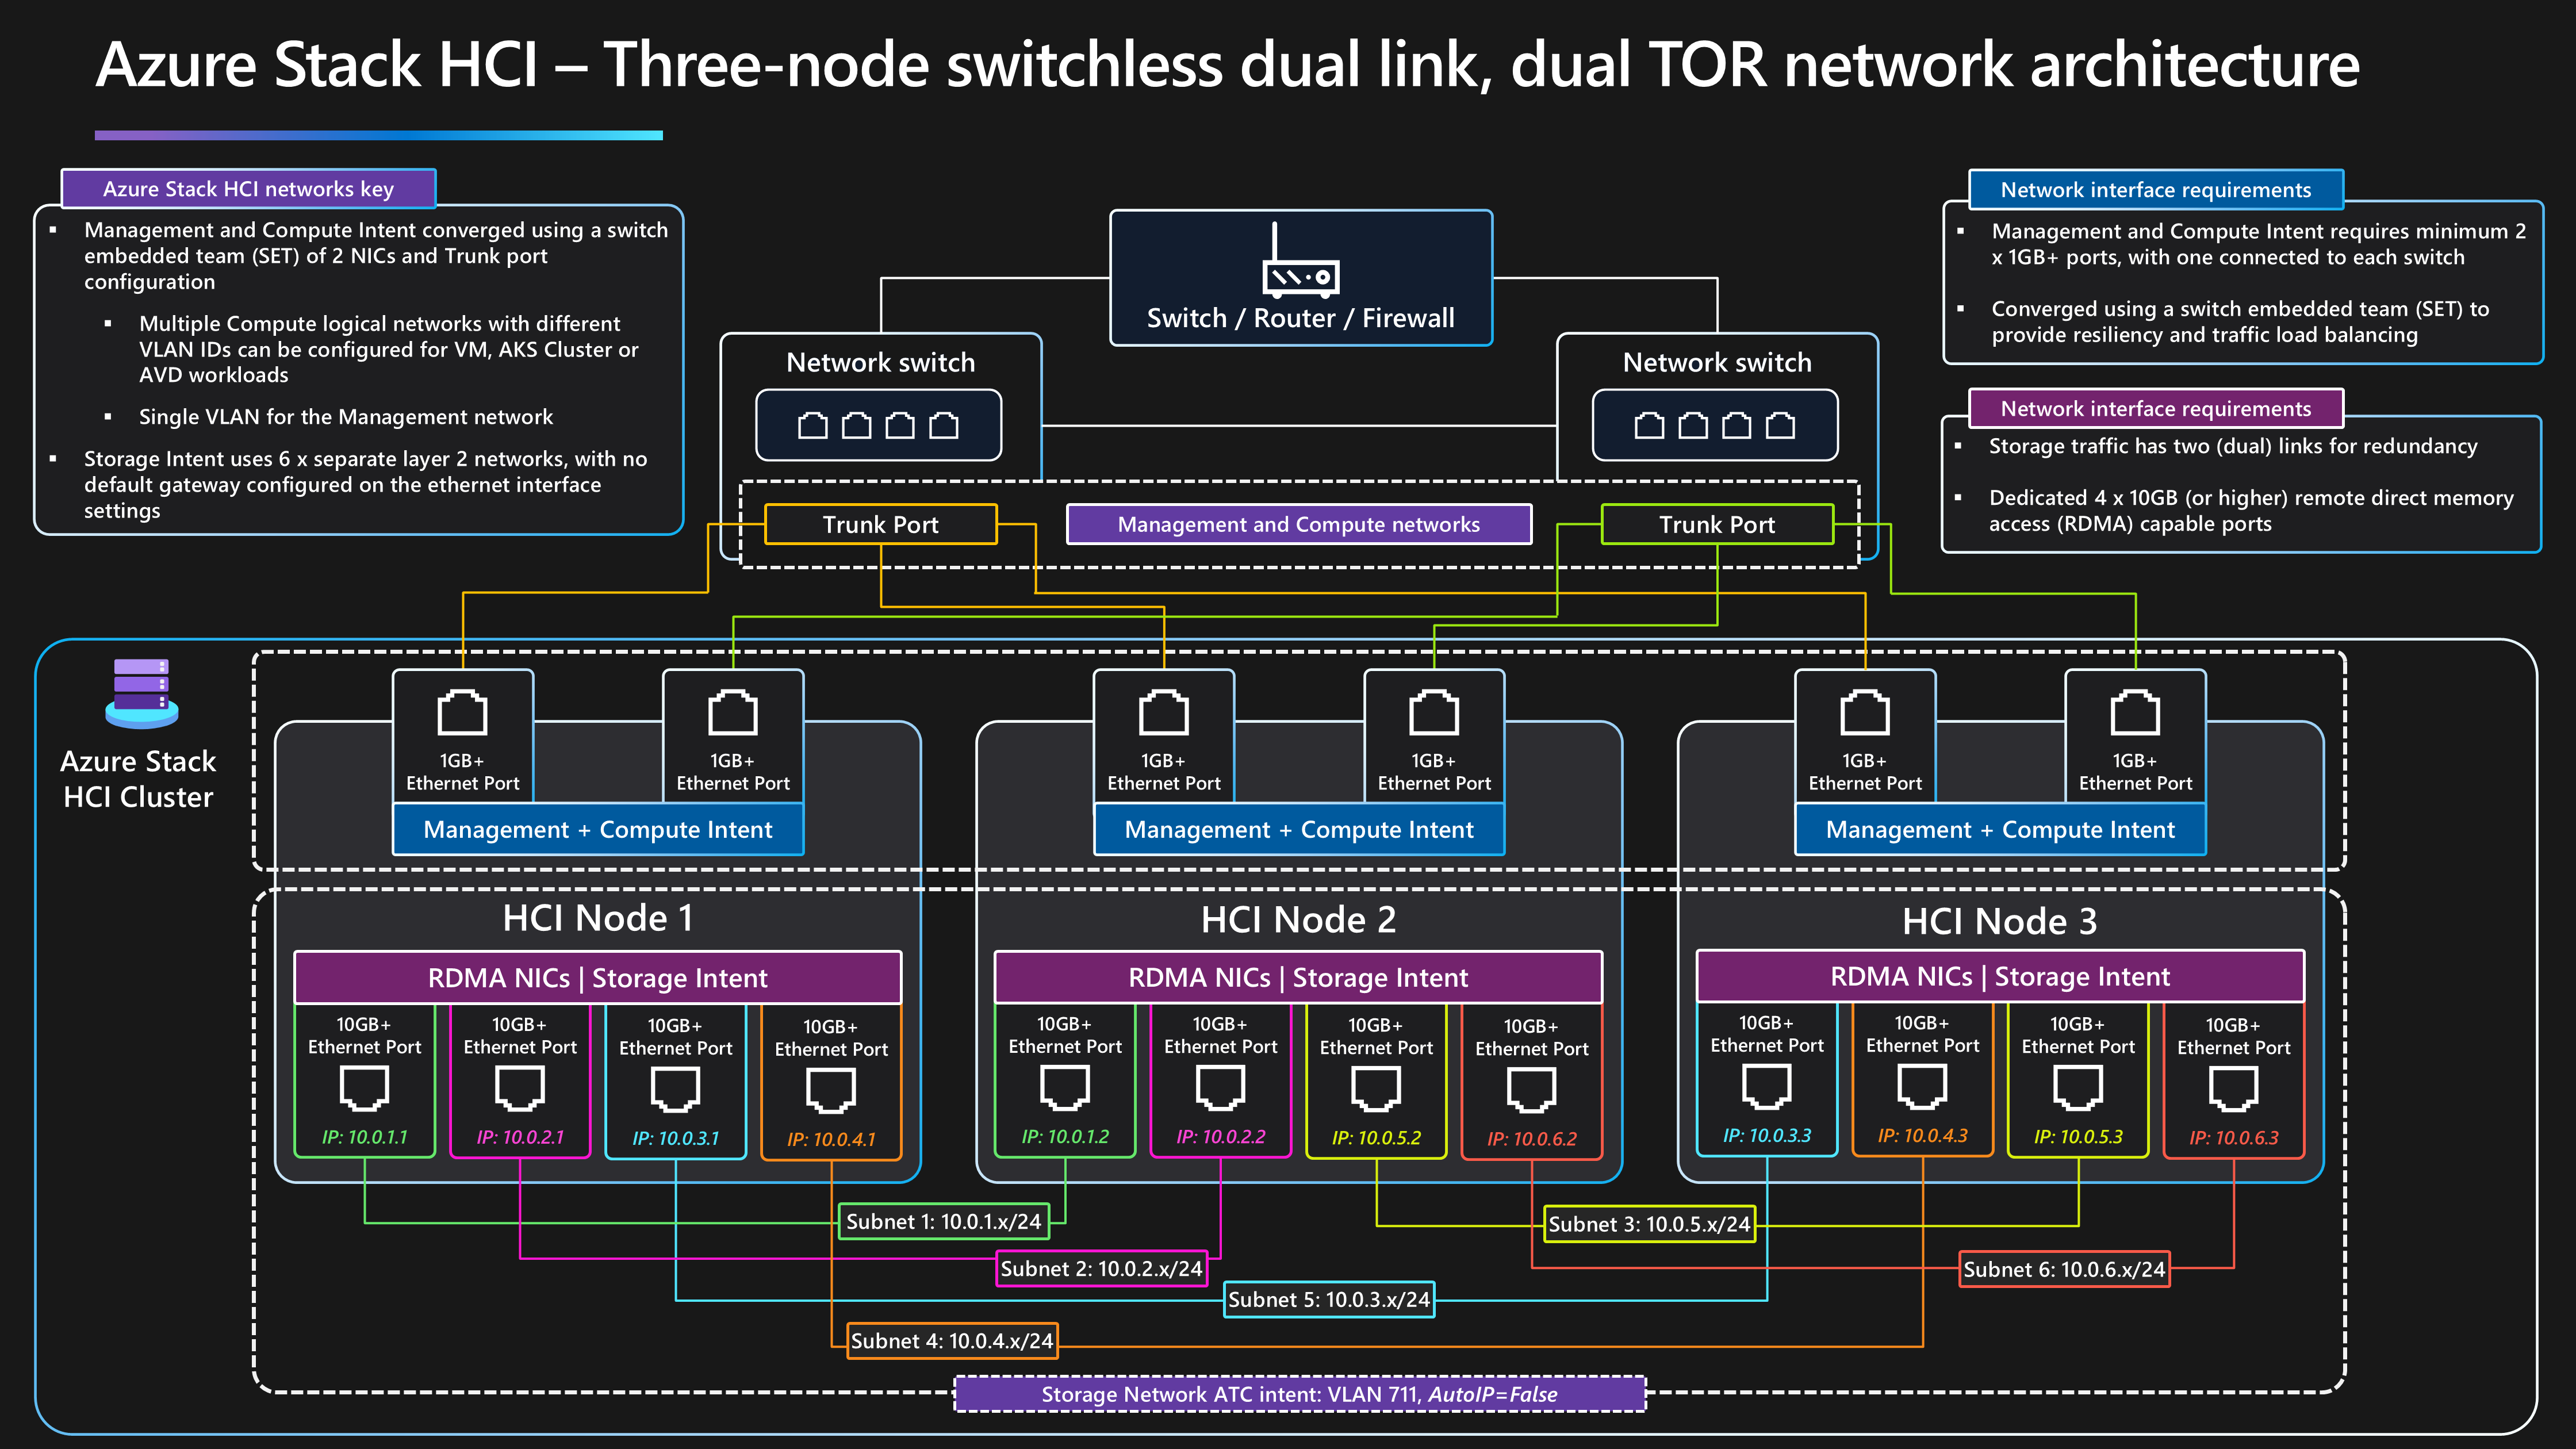 Azure Stack HCI – Three-node switchless dual link, dual TOR network architecture
Azure Stack HCI networks key
▪ Management and Compute Intent converged using a switch
embedded team (SET) of 2 NICs and Trunk port
configuration
▪ Multiple Compute logical networks with different
VLAN IDs can be configured for VM, AKS Cluster or
AVD workloads
▪ Single VLAN for the Management network
▪ Storage Intent uses 6 x separate layer 2 networks, with no
default gateway configured on the ethernet interface
settings
Switch / Router / Firewall
Network switch
Network switch
Trunk Port
Management and Compute networks
Trunk Port
Network interface requirements
▪ Management and Compute Intent requires minimum 2
x 1GB+ ports, with one connected to each switch
▪ Converged using a switch embedded team (SET) to
provide resiliency and traffic load balancing
Network interface requirements
▪ Storage traffic has two (dual) links for redundancy
▪ Dedicated 4 x 10GB (or higher) remote direct memory
access (RDMA) capable ports
Azure Stack
HCI Cluster
1GB+
Ethernet Port
1GB+
Ethernet Port
Management + Compute Intent
1GB+
Ethernet Port
1GB+
Ethernet Port
Management + Compute Intent
1GB+
Ethernet Port
1GB+
Ethernet Port
Management + Compute Intent
HCI Node 1
RDMA NICs | Storage Intent
10GB+
Ethernet Port
IP: 10.0.1.1
10GB+
Ethernet Port
IP: 10.0.2.1
10GB+
Ethernet Port
IP: 10.0.3.1
10GB+
Ethernet Port
IP: 10.0.4.1
HCI Node 2
RDMA NICs | Storage Intent
10GB+
Ethernet Port
IP: 10.0.1.2
10GB+
Ethernet Port
IP: 10.0.2.2
10GB+
Ethernet Port
IP: 10.0.5.2
10GB+
Ethernet Port
IP: 10.0.6.2
HCI Node 3
RDMA NICs | Storage Intent
10GB+
Ethernet Port
IP: 10.0.3.3
10GB+
Ethernet Port
IP: 10.0.4.3
10GB+
Ethernet Port
IP: 10.0.5.3
10GB+
Ethernet Port
IP: 10.0.6.3
Subnet 1: 10.0.1.x/24
Subnet 3: 10.0.5.x/24
Subnet 2: 10.0.2.x/24
Subnet 6: 10.0.6.x/24
Subnet 5: 10.0.3.x/24
Subnet 4: 10.0.4.x/24
Storage Network ATC intent: VLAN 711, AutoIP=False